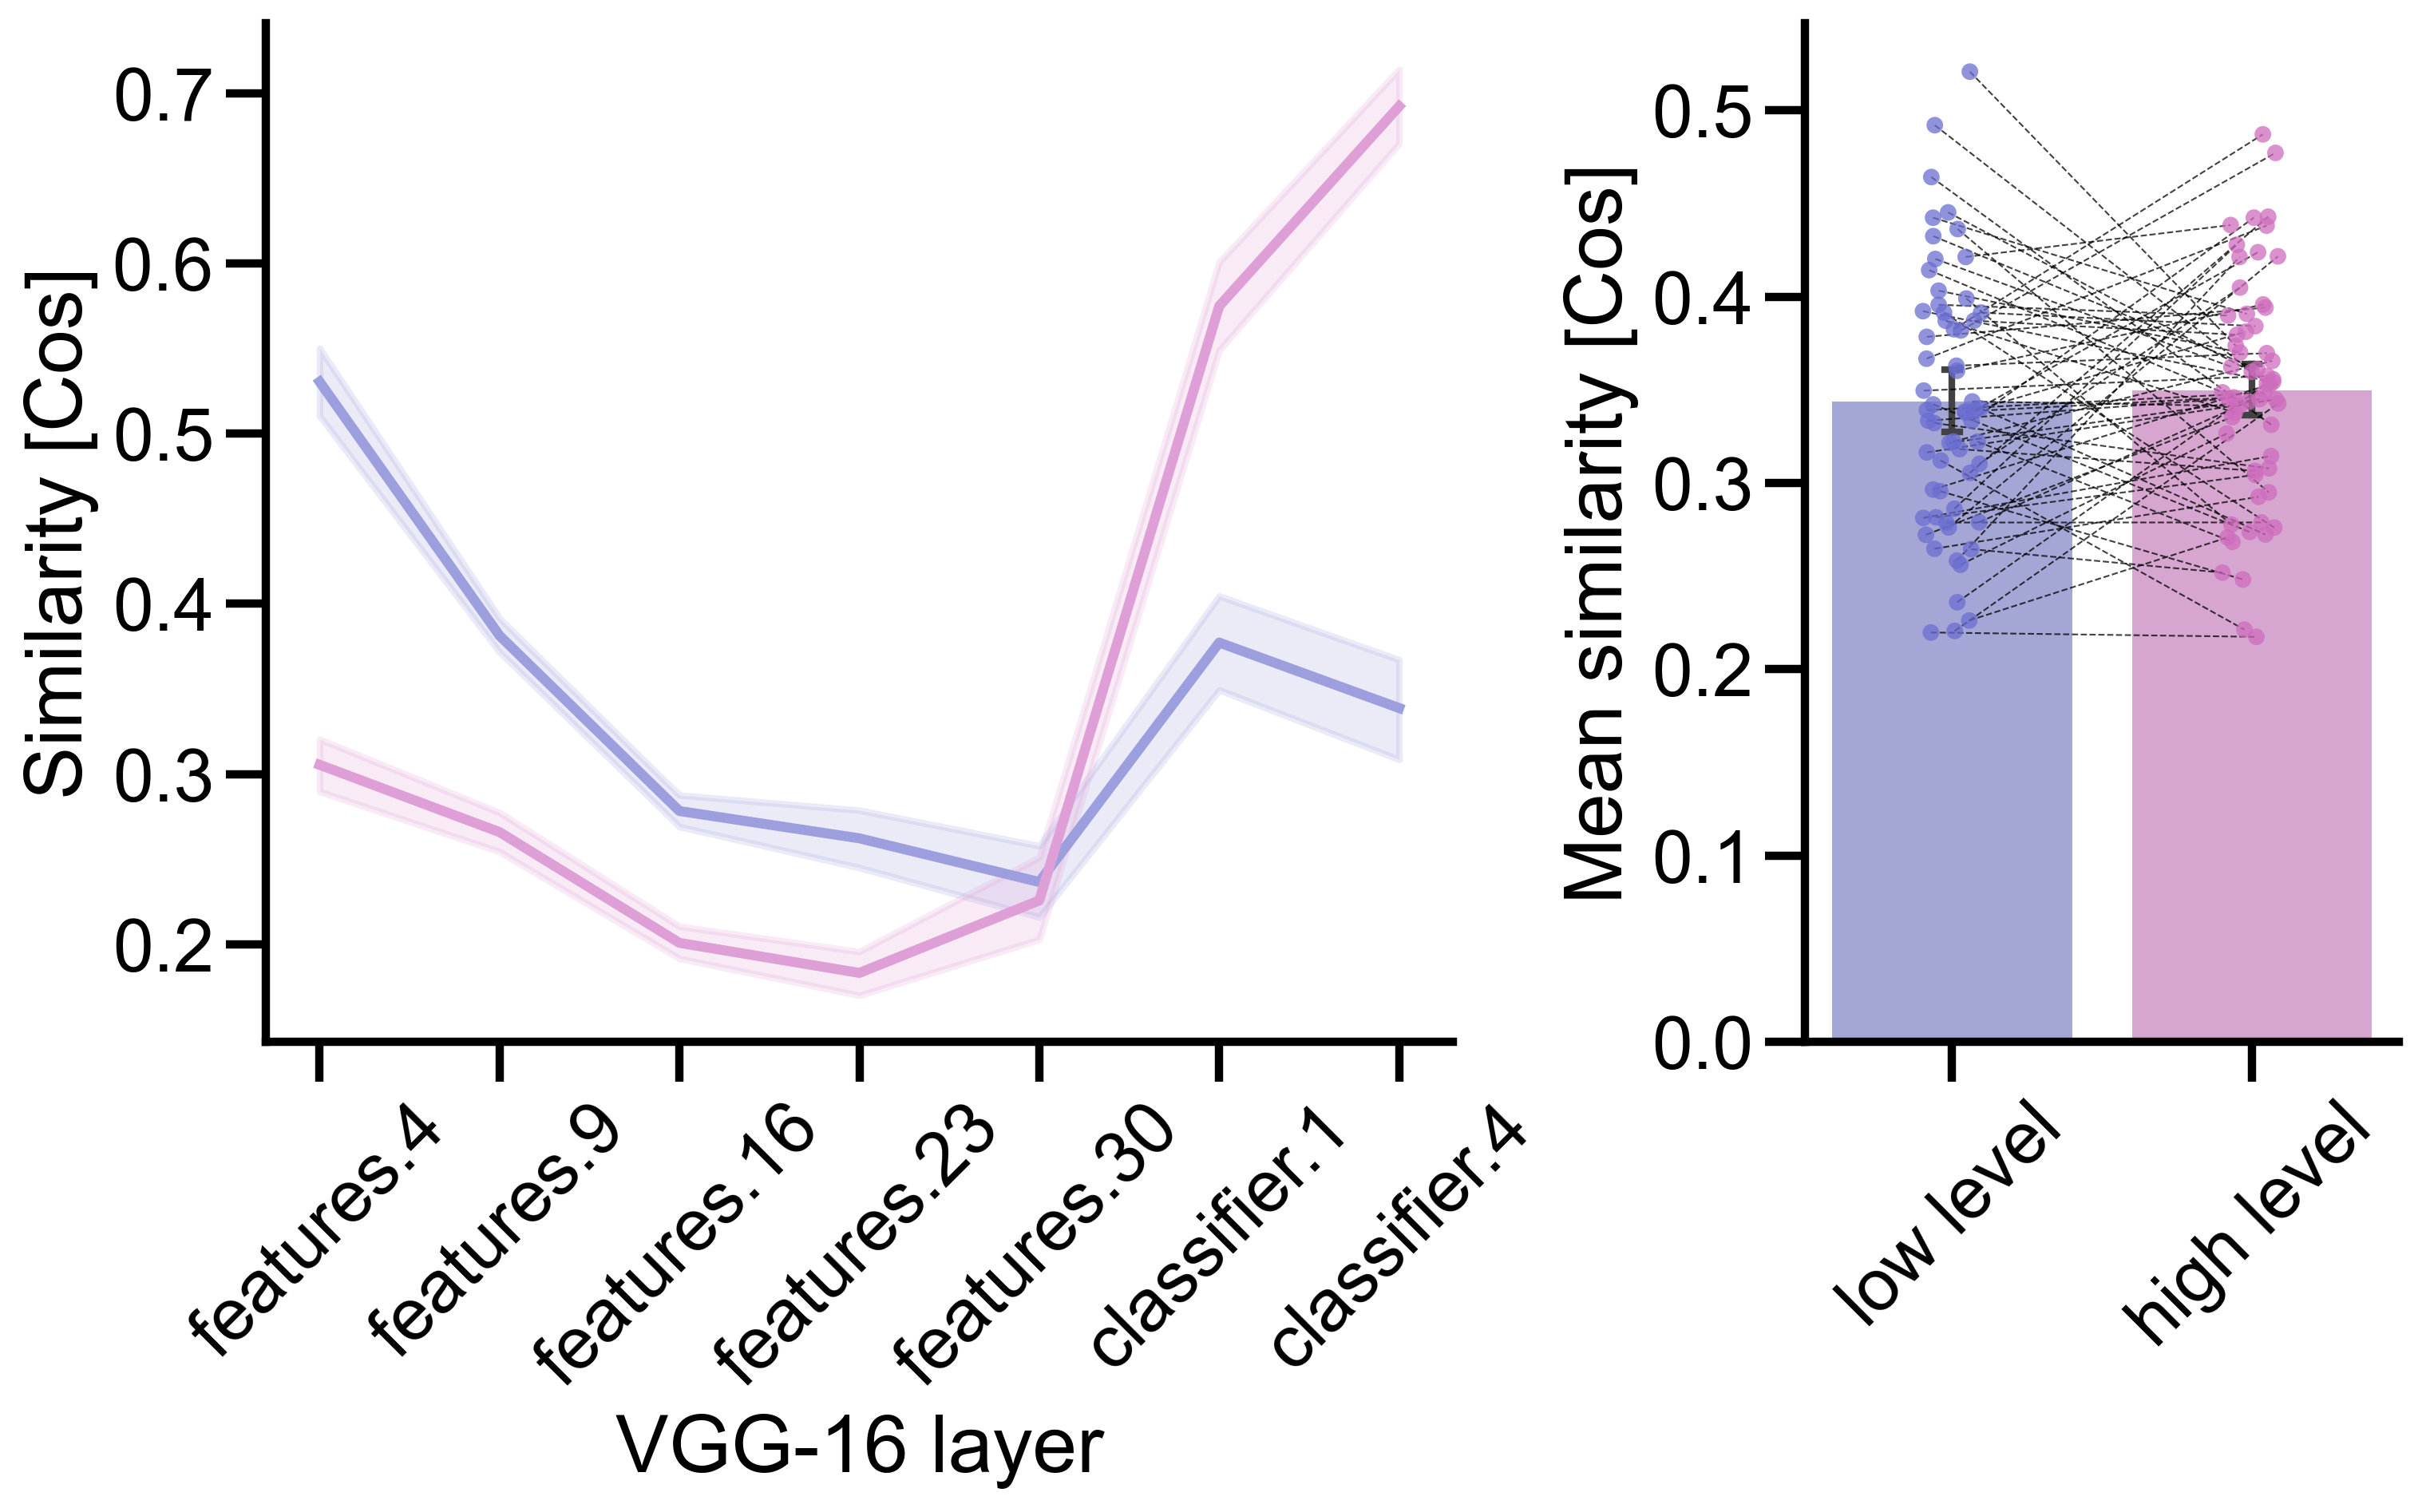 Similarity [Cos]
0.7
0.6
0.5
0.4
0.3
0.2
features.4
features.9
features.16
features.23
features.30
classifier.1
classifier.4
VGG-16 layer
Mean similarity [Cos]
0.5
0.4
0.3
0.2
0.1
0.0
low level
high level